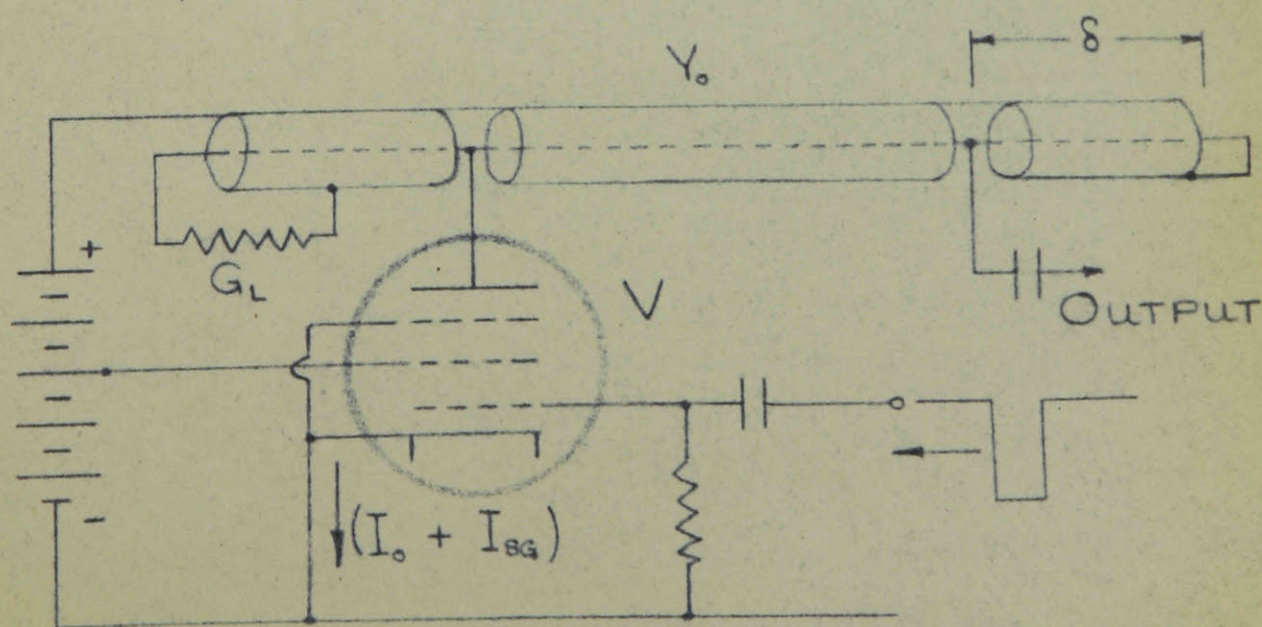 δ
Y₀
+
G_L
V
OUTPUT
(I₀ + I_SG)
-